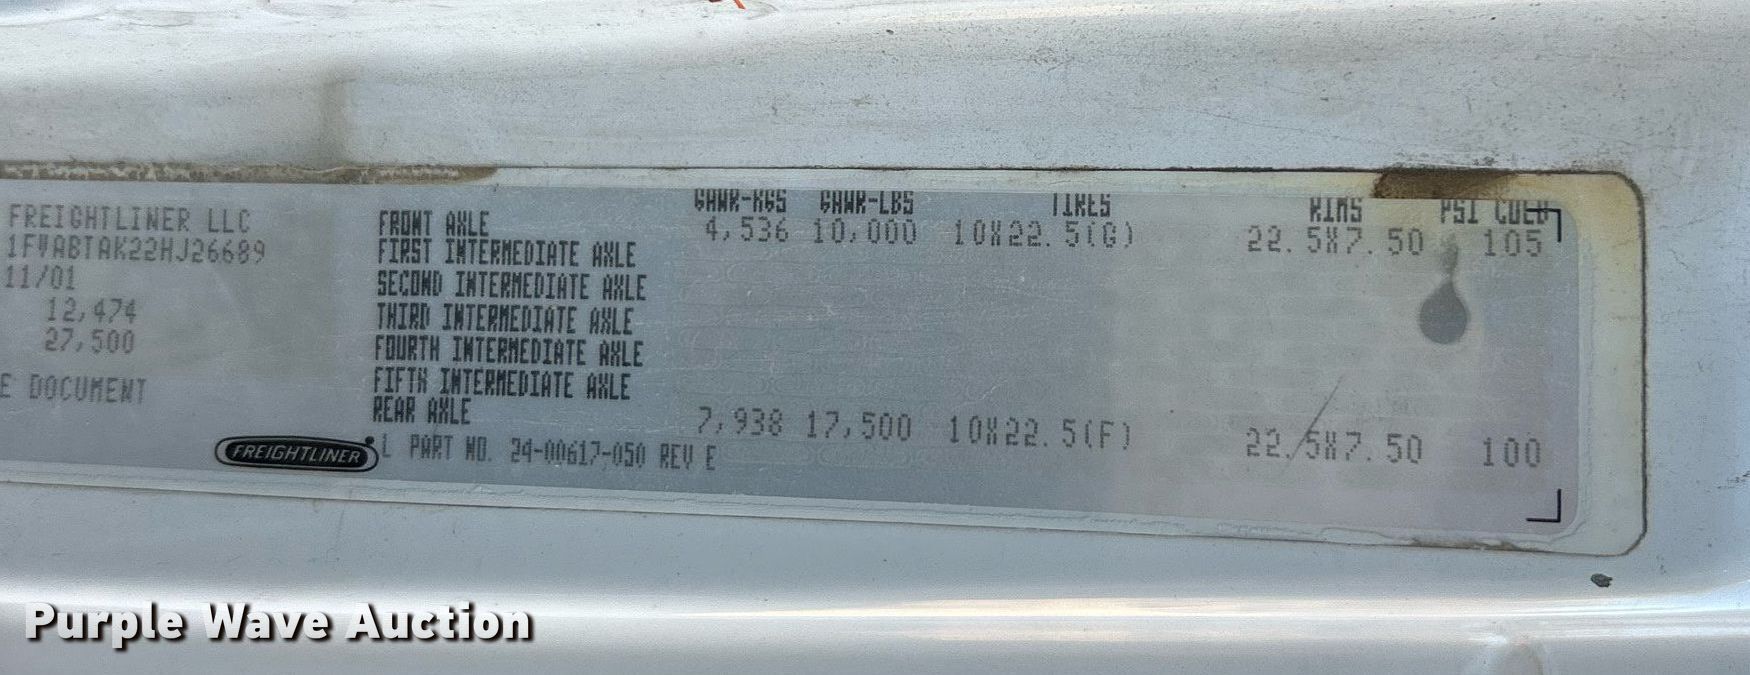 GAWR-KGS GAWR-LBS TIRES RIMS PSI COLD
FREIGHTLINER LLC FRONT AXLE 4,536 10,000 10X22.5(G) 22.5X7.50 105
1FVABTAK22HJ26689 FIRST INTERMEDIATE AXLE
11/01 SECOND INTERMEDIATE AXLE
12,474 THIRD INTERMEDIATE AXLE
27,500 FOURTH INTERMEDIATE AXLE
E DOCUMENT FIFTH INTERMEDIATE AXLE
REAR AXLE 7,938 17,500 10X22.5(F) 22.5X7.50 100
FREIGHTLINER L PART NO. 24-00617-050 REV E
Purple Wave Auction